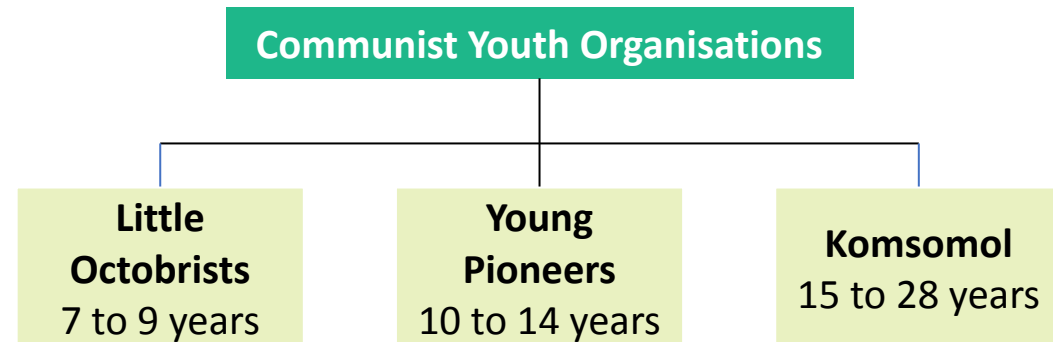 Communist Youth Organisations
Little
Octobrists
7 to 9 years
Young
Pioneers
10 to 14 years
Komsomol
15 to 28 years